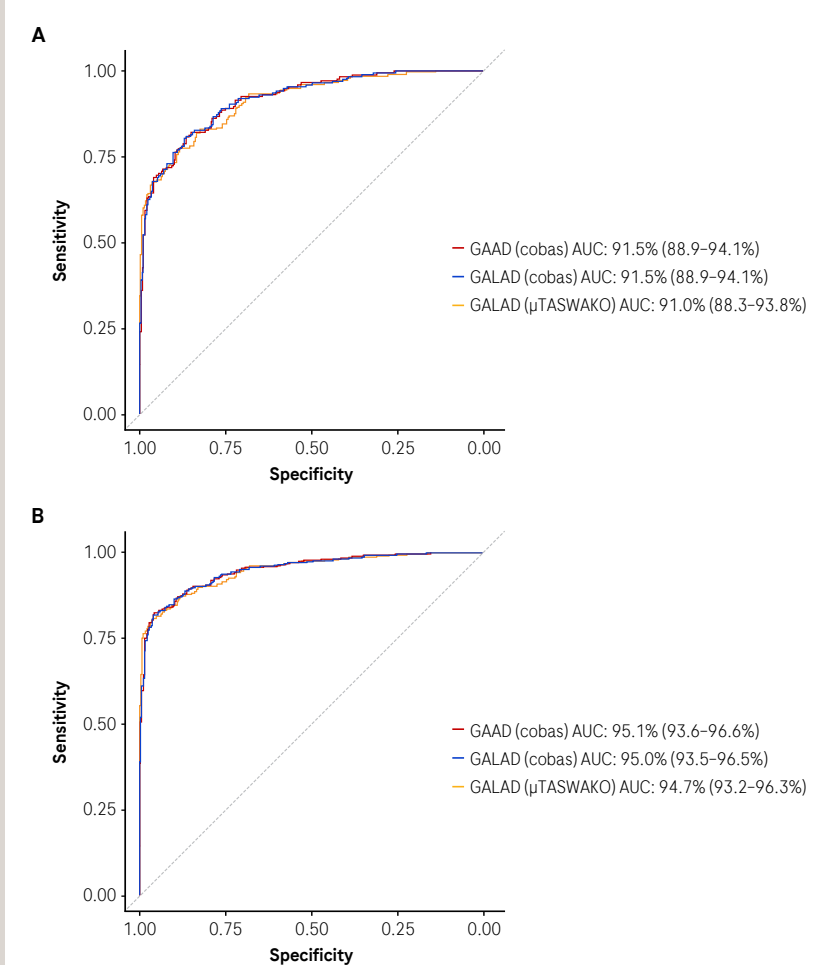 A
1.00
0.75
0.50
0.25
0.00
Sensitivity
GAAD (cobas) AUC: 91.5% (88.9–94.1%)
GALAD (cobas) AUC: 91.5% (88.9–94.1%)
GALAD (μTASWAKO) AUC: 91.0% (88.3–93.8%)
1.00 0.75 0.50 0.25 0.00
Specificity
B
1.00
0.75
0.50
0.25
0.00
Sensitivity
GAAD (cobas) AUC: 95.1% (93.6–96.6%)
GALAD (cobas) AUC: 95.0% (93.5–96.5%)
GALAD (μTASWAKO) AUC: 94.7% (93.2–96.3%)
1.00 0.75 0.50 0.25 0.00
Specificity